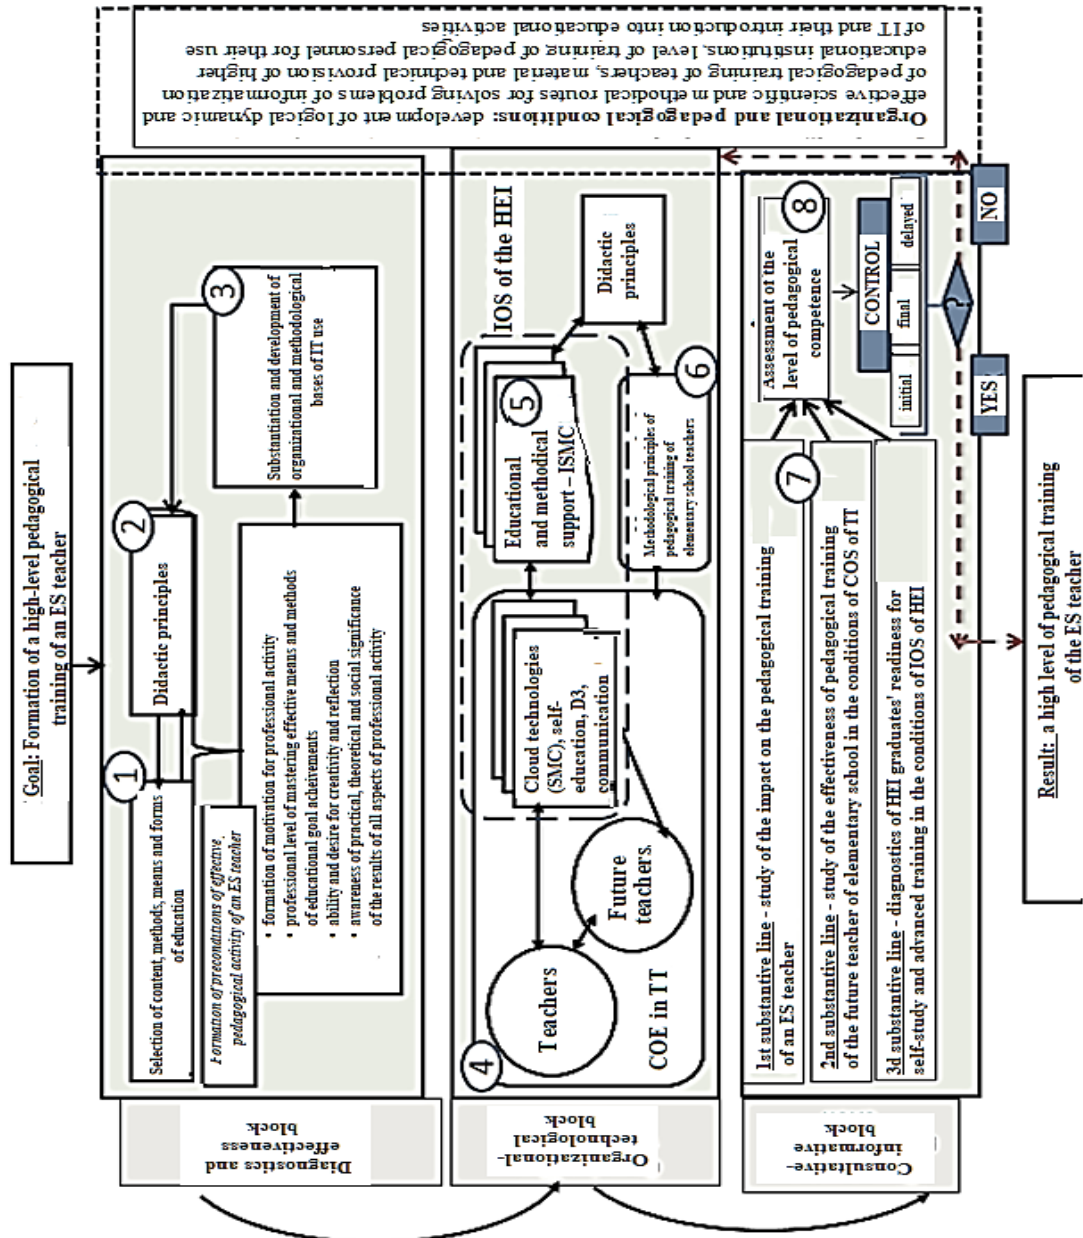 Goal: Formation of a high-level pedagogical
training of an ES teacher
Organizational and pedagogical conditions: development of logical dynamic and
effective scientific and methodical routes for solving problems of informatization
of pedagogical training of teachers, material and technical provision of higher
educational institutions, level of training of pedagogical personnel for their use
of IT and their introduction into educational activities
Diagnostics and
effectiveness
block
1
Selection of content, methods, means and forms
of education
2
Didactic principles
3
Substantiation and development of
organizational and methodological
bases of IT use
Formation of preconditions of effective
pedagogical activity of an ES teacher
• formation of motivation for professional activity
• professional level of mastering effective means and methods
of educational goal acheivements
• ability and desire for creativity and reflection
• awareness of practical, theoretical and social significance
of the results of all aspects of professional activity
Organizational-
technological
block
IOS of the HEI
4
Teachers
Future
teachers
COE in TT
Cloud technologies
(SMC), self-
education, D3,
communication
5
Educational
and methodical
support – ISMC
Didactic
principles
6
Methodological principles of
pedagogical training of
elementary school teachers
Consultative-
informative
block
1st substantive line - study of the impact on the pedagogical training
of an ES teacher
7
2nd substantive line - study of the effectiveness of pedagogical training
of the future teacher of elementary school in the conditions of COS of TT
3d substantive line - diagnostics of HEI graduates' readiness for
self-study and advanced training in the conditions of IOS of HEI
8
Assessment of the
level of pedagogical
competence
CONTROL
initial
final
delayed
?
YES
NO
Result: a high level of pedagogical training
of the ES teacher